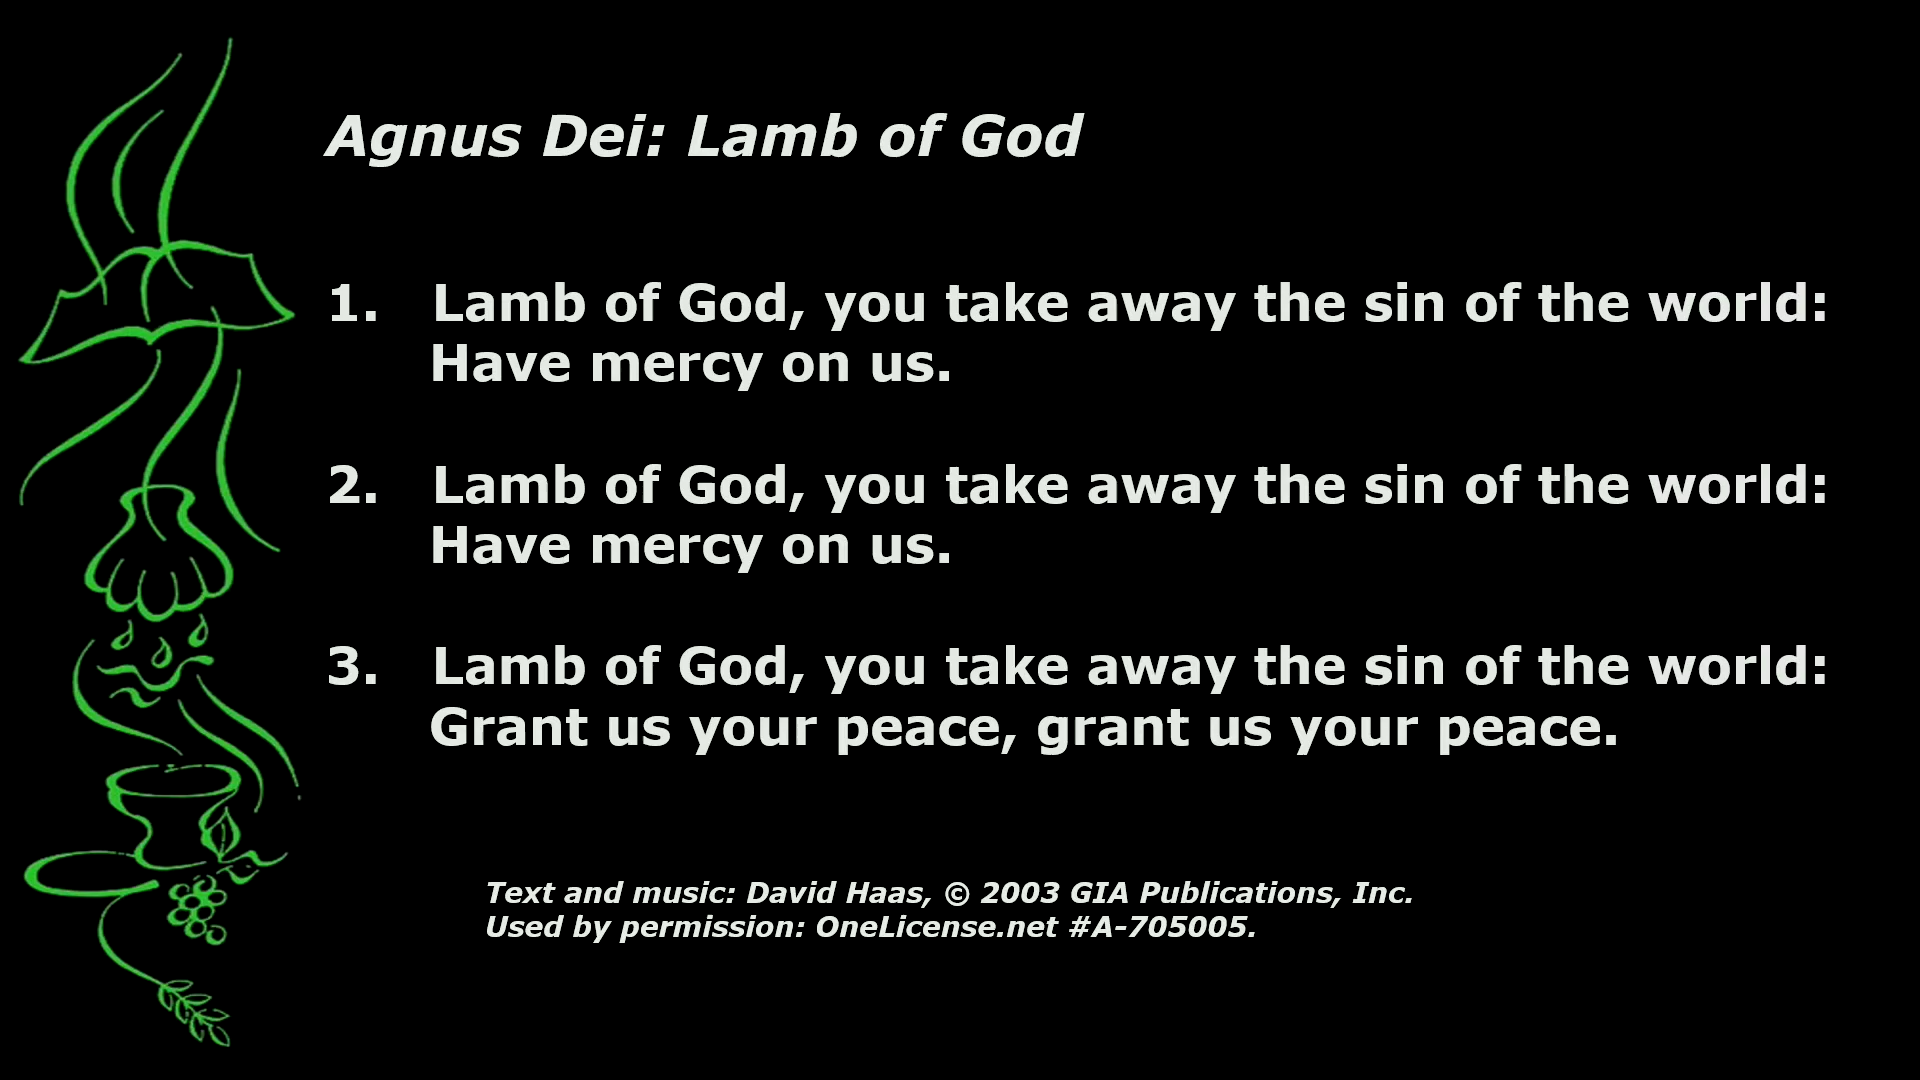 Agnus Dei: Lamb of God
1. Lamb of God, you take away the sin of the world:
Have mercy on us.
2. Lamb of God, you take away the sin of the world:
Have mercy on us.
3. Lamb of God, you take away the sin of the world:
Grant us your peace, grant us your peace.
Text and music: David Haas, © 2003 GIA Publications, Inc.
Used by permission: OneLicense.net #A-705005.